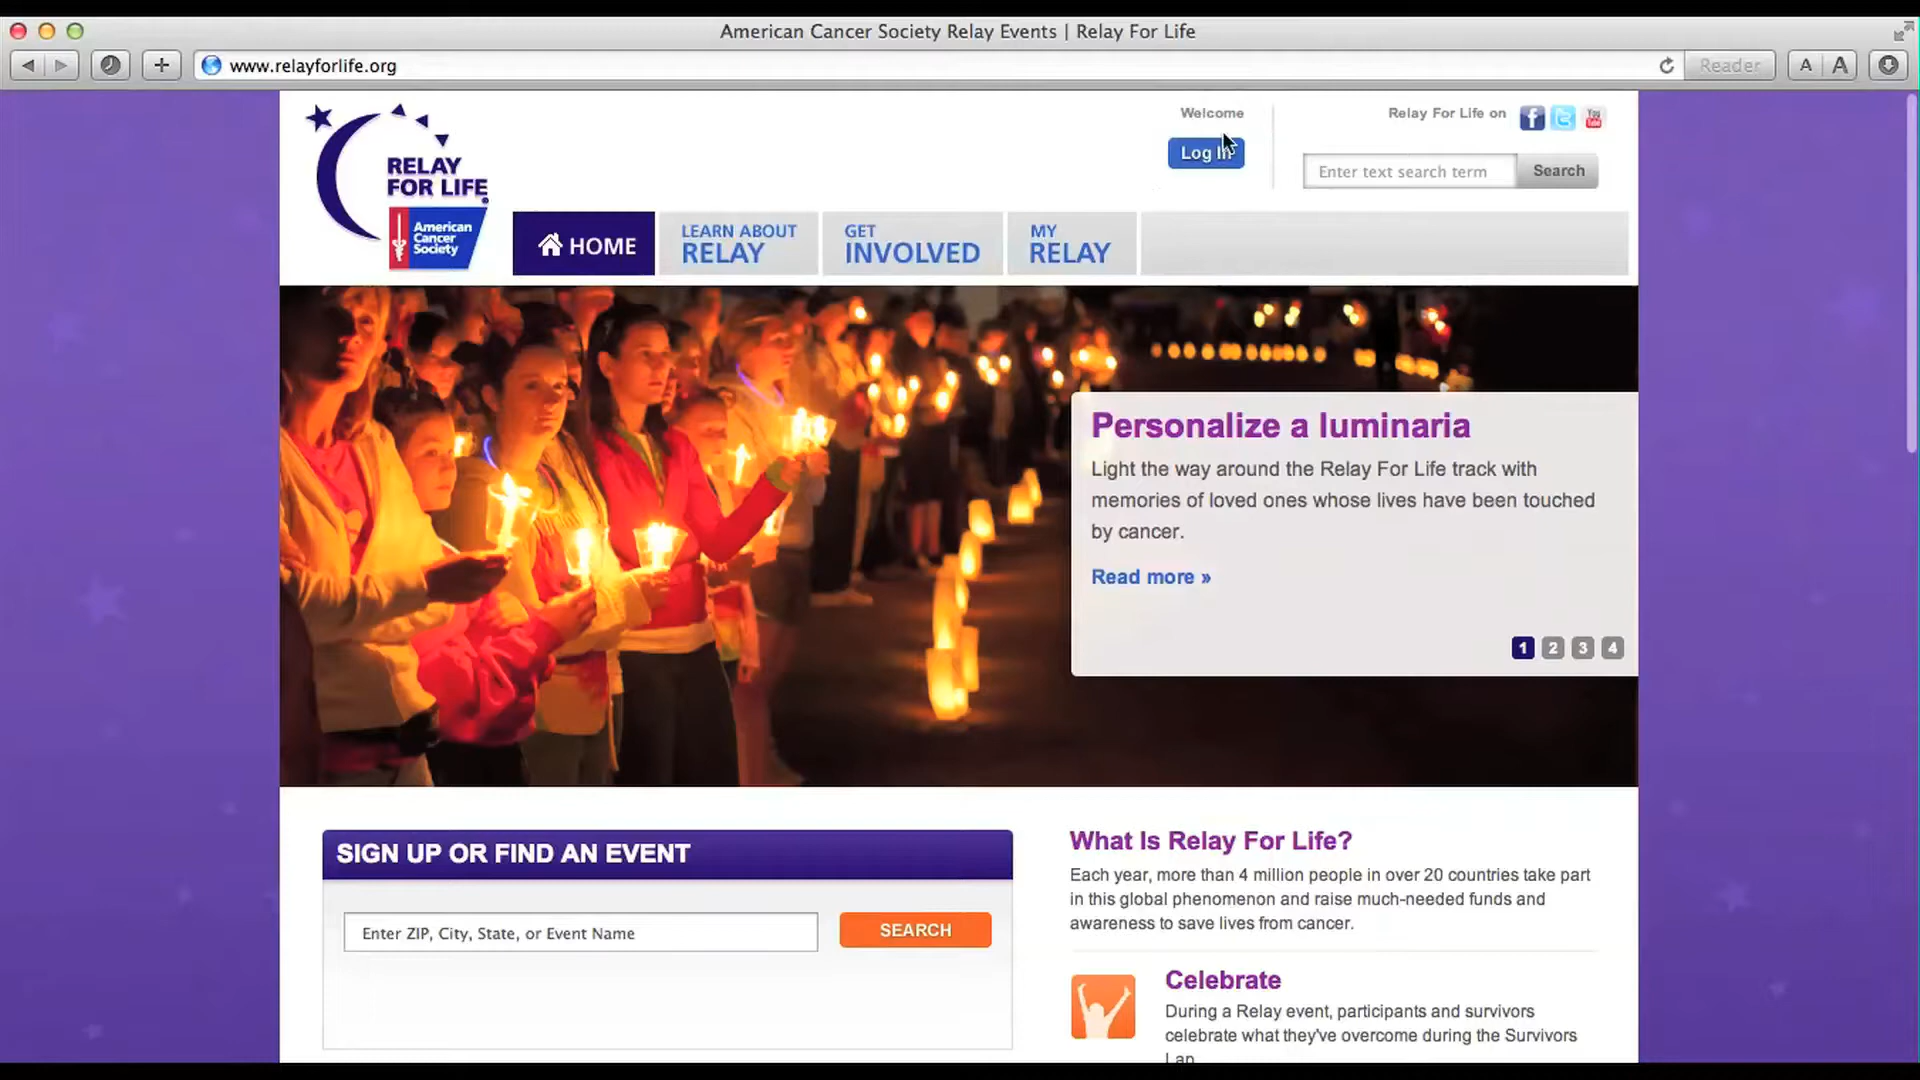 American Cancer Society Relay Events | Relay For Life
www.relayforlife.org
Reader
A A
RELAY
FOR LIFE
American
Cancer
Society
Welcome
Log In
Relay For Life on
f
t
You
Enter text search term
Search
HOME
LEARN ABOUT
RELAY
GET
INVOLVED
MY
RELAY
Personalize a luminaria
Light the way around the Relay For Life track with
memories of loved ones whose lives have been touched
by cancer.
Read more »
1 2 3 4
SIGN UP OR FIND AN EVENT
Enter ZIP, City, State, or Event Name
SEARCH
What Is Relay For Life?
Each year, more than 4 million people in over 20 countries take part
in this global phenomenon and raise much-needed funds and
awareness to save lives from cancer.
Celebrate
During a Relay event, participants and survivors
celebrate what they've overcome during the Survivors
Lap